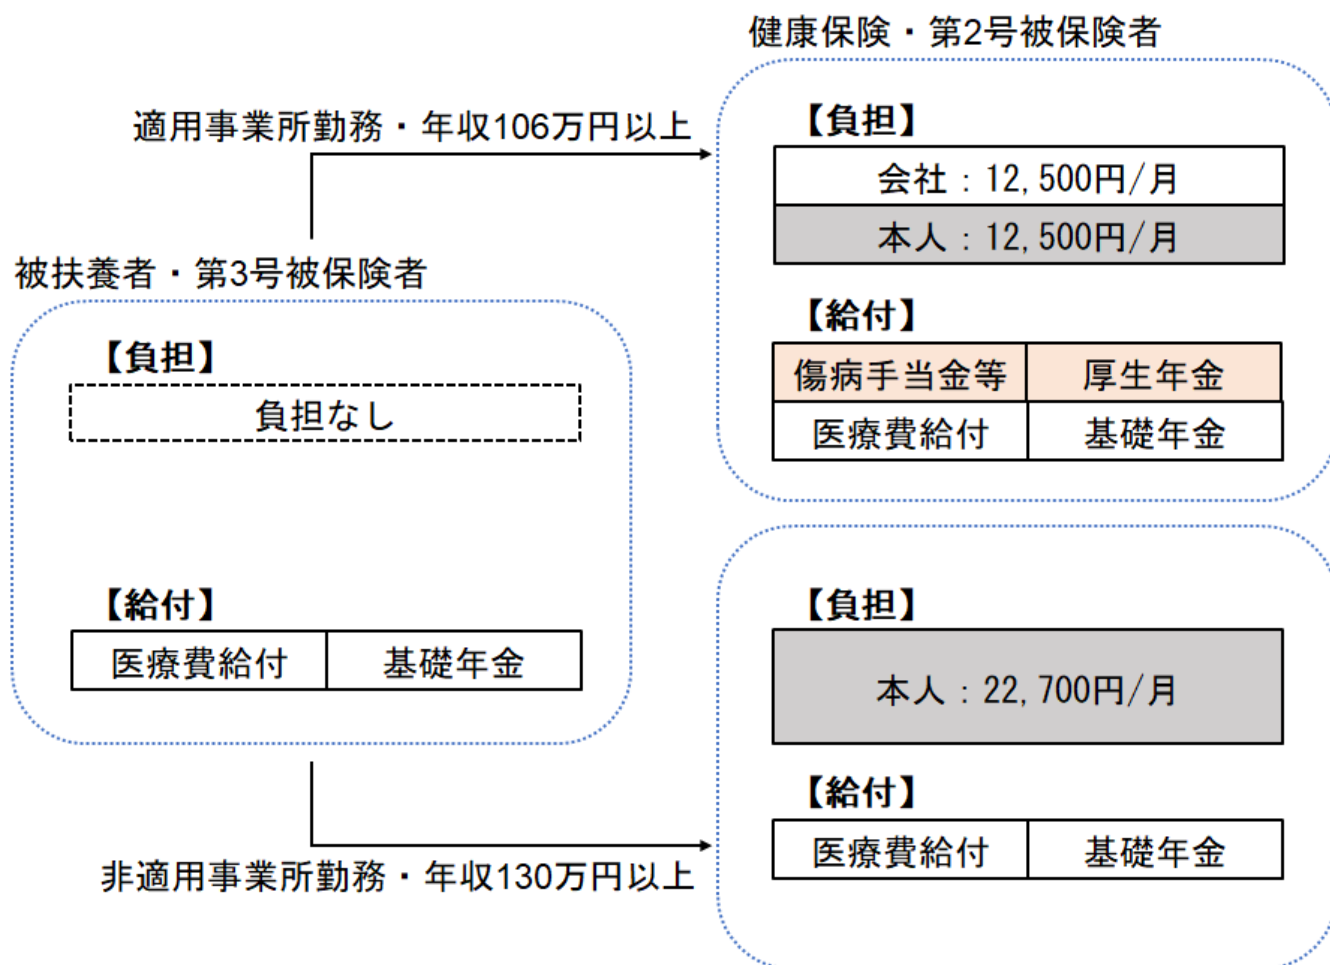 健康保険・第2号被保険者
適用事業所勤務・年収106万円以上
【負担】
会社：12,500円/月
本人：12,500円/月
被扶養者・第3号被保険者
【給付】
【負担】
傷病手当金等 厚生年金
負担なし
医療費給付 基礎年金
【給付】
【負担】
医療費給付 基礎年金
本人：22,700円/月
【給付】
医療費給付 基礎年金
非適用事業所勤務・年収130万円以上